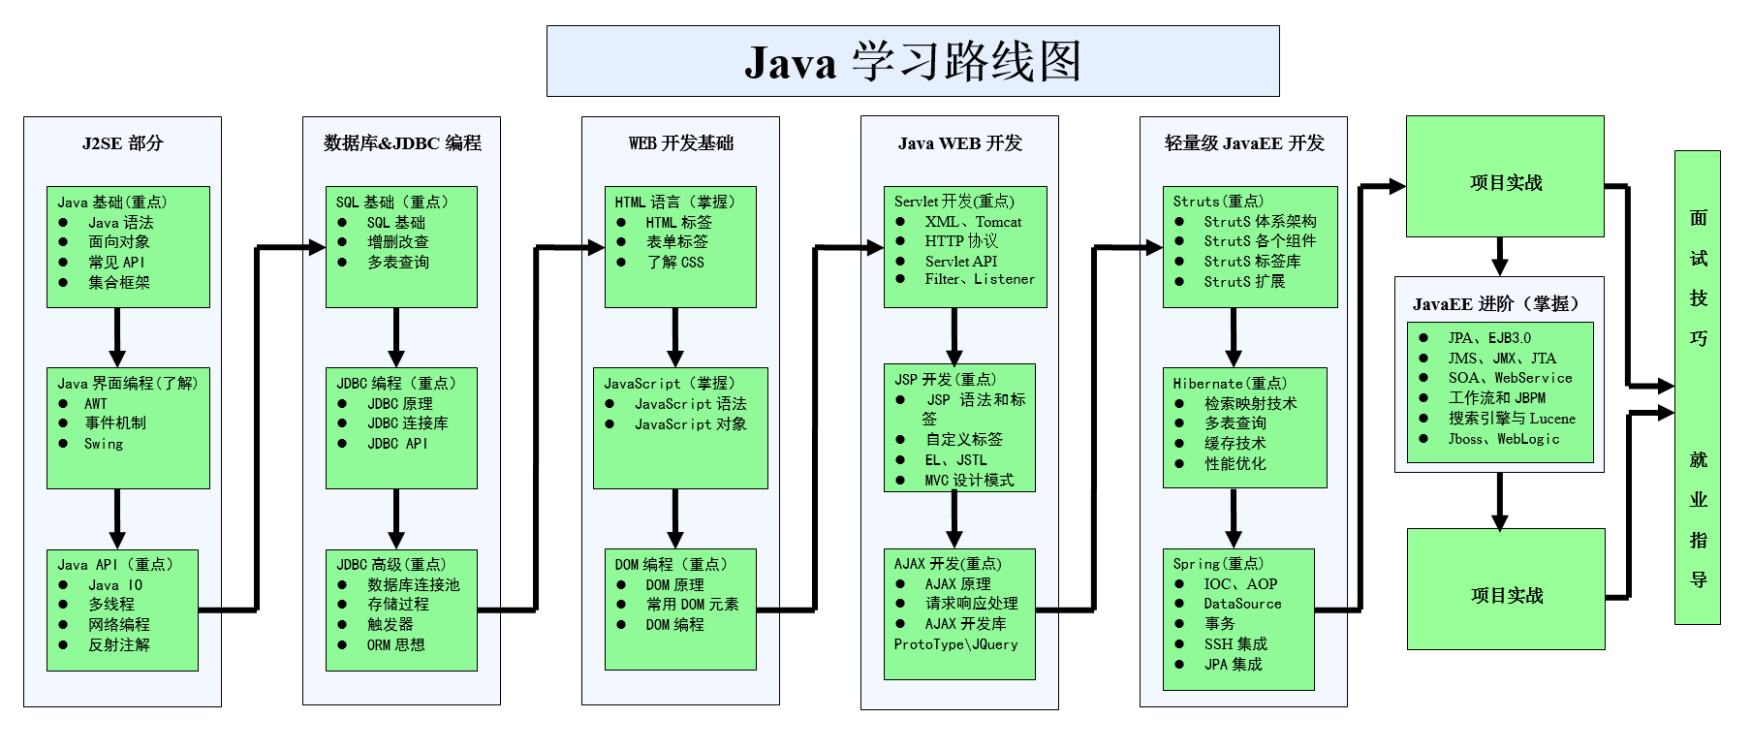 Java 学习路线图
J2SE 部分
Java 基础(重点)
● Java 语法
● 面向对象
● 常见 API
● 集合框架
Java 界面编程(了解)
● AWT
● 事件机制
● Swing
Java API（重点）
● Java IO
● 多线程
● 网络编程
● 反射注解
数据库&JDBC 编程
SQL 基础（重点）
● SQL 基础
● 增删改查
● 多表查询
JDBC 编程（重点）
● JDBC 原理
● JDBC 连接库
● JDBC API
JDBC 高级(重点)
● 数据库连接池
● 存储过程
● 触发器
● ORM 思想
WEB 开发基础
HTML 语言（掌握）
● HTML 标签
● 表单标签
● 了解 CSS
JavaScript（掌握）
● JavaScript 语法
● JavaScript 对象
DOM 编程（重点）
● DOM 原理
● 常用 DOM 元素
● DOM 编程
Java WEB 开发
Servlet 开发(重点)
● XML、Tomcat
● HTTP 协议
● Servlet API
● Filter、Listener
JSP 开发(重点)
● JSP 语法和标
签
● 自定义标签
● EL、JSTL
● MVC 设计模式
AJAX 开发(重点)
● AJAX 原理
● 请求响应处理
● AJAX 开发库
ProtoType\JQuery
轻量级 JavaEE 开发
Struts(重点)
● StrutS 体系架构
● StrutS 各个组件
● StrutS 标签库
● StrutS 扩展
Hibernate(重点)
● 检索映射技术
● 多表查询
● 缓存技术
● 性能优化
Spring(重点)
● IOC、AOP
● DataSource
● 事务
● SSH 集成
● JPA 集成
项目实战
JavaEE 进阶（掌握）
● JPA、EJB3.0
● JMS、JMX、JTA
● SOA、WebService
● 工作流和 JBPM
● 搜索引擎与 Lucene
● Jboss、WebLogic
项目实战
面试技巧
就业指导